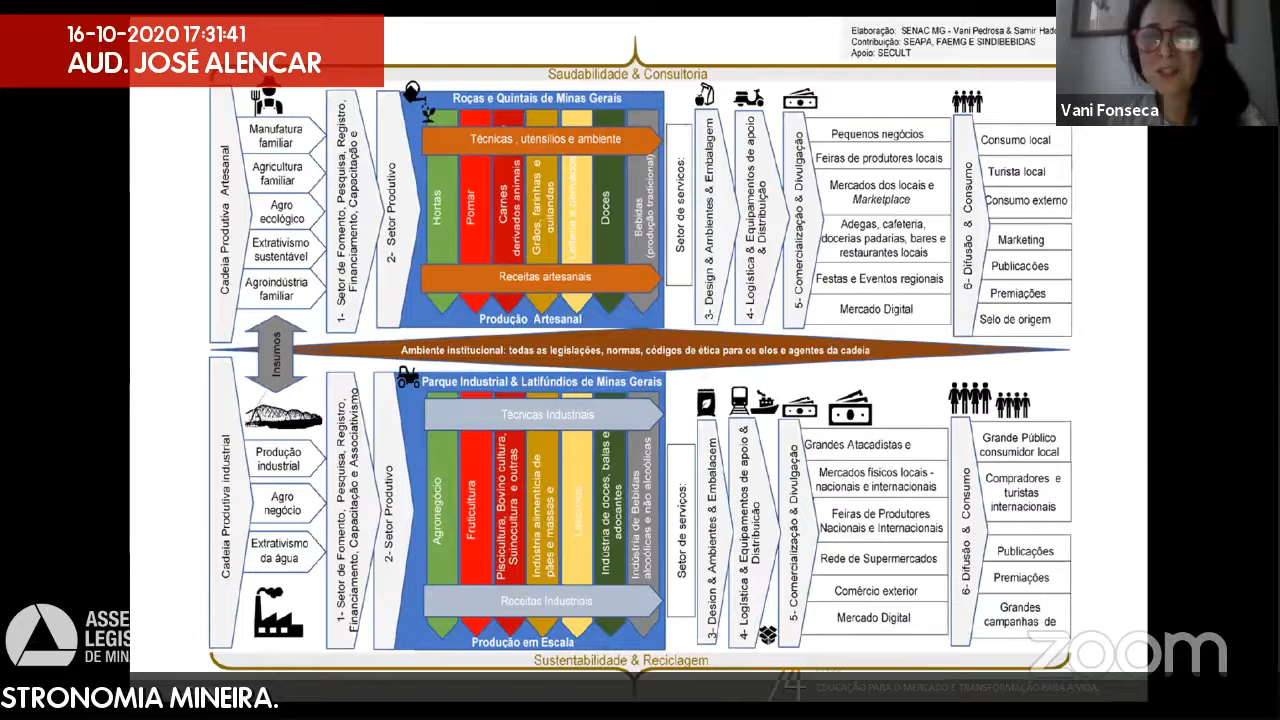 16-10-2020 17:31:41
AUD. JOSÉ ALENCAR
Elaboração: SENAC MG - Vani Pedrosa & Samir
Contribuição: SEAPA, FAEMG E SINDIBEBIDAS
Apoio: SECULT
Vani Fonseca
Saudabilidade & Consultoria
Cadeia Produtiva Artesanal
Manufatura
familiar
Agricultura
familiar
Agro
ecológico
Extrativismo
sustentável
Agroindústria
familiar
1- Setor de Fomento, Pesquisa, Registro,
Financiamento, Capacitação e
2- Setor Produtivo
Roças e Quintais de Minas Gerais
Técnicas , utensílios e ambiente
Hortas
Pomar
Carnes
derivados animais
Grãos, farinhas e
quitandas
Leiteria e derivados
Doces
Bebidas
(produção tradicional)
Receitas artesanais
Produção Artesanal
Setor de serviços:
3- Design & Ambientes & Embalagem
4- Logística & Equipamentos de apoio
& Distribuição
5- Comercialização & Divulgação
Pequenos negócios
Feiras de produtores locais
Mercados dos locais e
Marketplace
Adegas, cafeteria,
docerias padarias, bares e
restaurantes locais
Festas e Eventos regionais
Mercado Digital
6- Difusão & Consumo
Consumo local
Turista local
Consumo externo
Marketing
Publicações
Premiações
Selo de origem
Insumos
Ambiente institucional: todas as legislações, normas, códigos de ética para os elos e agentes da cadeia
Cadeia Produtiva industrial
Produção
industrial
Agro
negócio
Extrativismo
da água
1- Setor de Fomento, Pesquisa, Registro,
Financiamento, Capacitação e Associativismo
2- Setor Produtivo
Parque Industrial & Latifúndios de Minas Gerais
Técnicas Industriais
Agronegócio
Fruticultura
Piscicultura, Bovino cultura,
Suinocultura e outras
Indústria alimentícia de
pães e massas e
Laticínios
Indústria de doces, balas e
adocantes
Indústria de Bebidas
alcoólicas e não alcoólicas
Receitas Industriais
Produção em Escala
Setor de serviços:
3- Design & Ambientes & Embalagem
4- Logística & Equipamentos de apoio &
Distribuicão
5- Comercialização & Divulgação
Grandes Atacadistas e
Mercados físicos locais -
nacionais e internacionais
Feiras de Produtores
Nacionais e Internacionais
Rede de Supermercados
Comércio exterior
Mercado Digital
6- Difusão & Consumo
Grande Público
consumidor local
Compradores e
turistas
internacionais
Publicações
Premiações
Grandes
campanhas de
Sustentabilidade & Reciclagem
EDUCAÇÃO PARA O MERCADO E TRANSFORMAÇÃO PARA A VIDA.
zoom
ASSE
LEGIS
DE MINA
STRONOMIA MINEIRA.